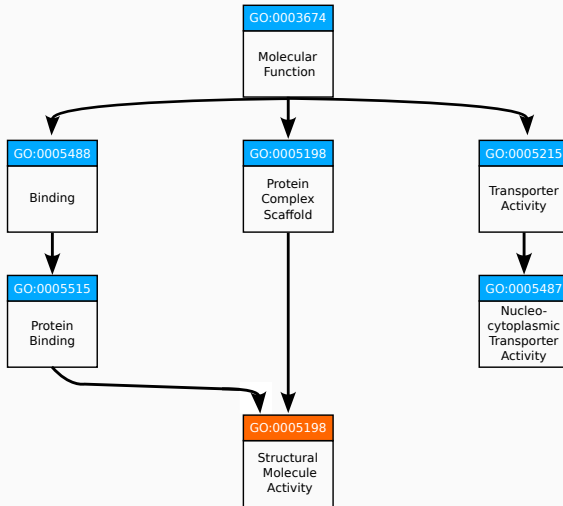 GO:0003674
Molecular
Function
GO:0005488
Binding
GO:0005198
Protein
Complex
Scaffold
GO:0005215
Transporter
Activity
GO:0005515
Protein
Binding
GO:0005487
Nucleo-
cytoplasmic
Transporter
Activity
GO:0005198
Structural
Molecule
Activity